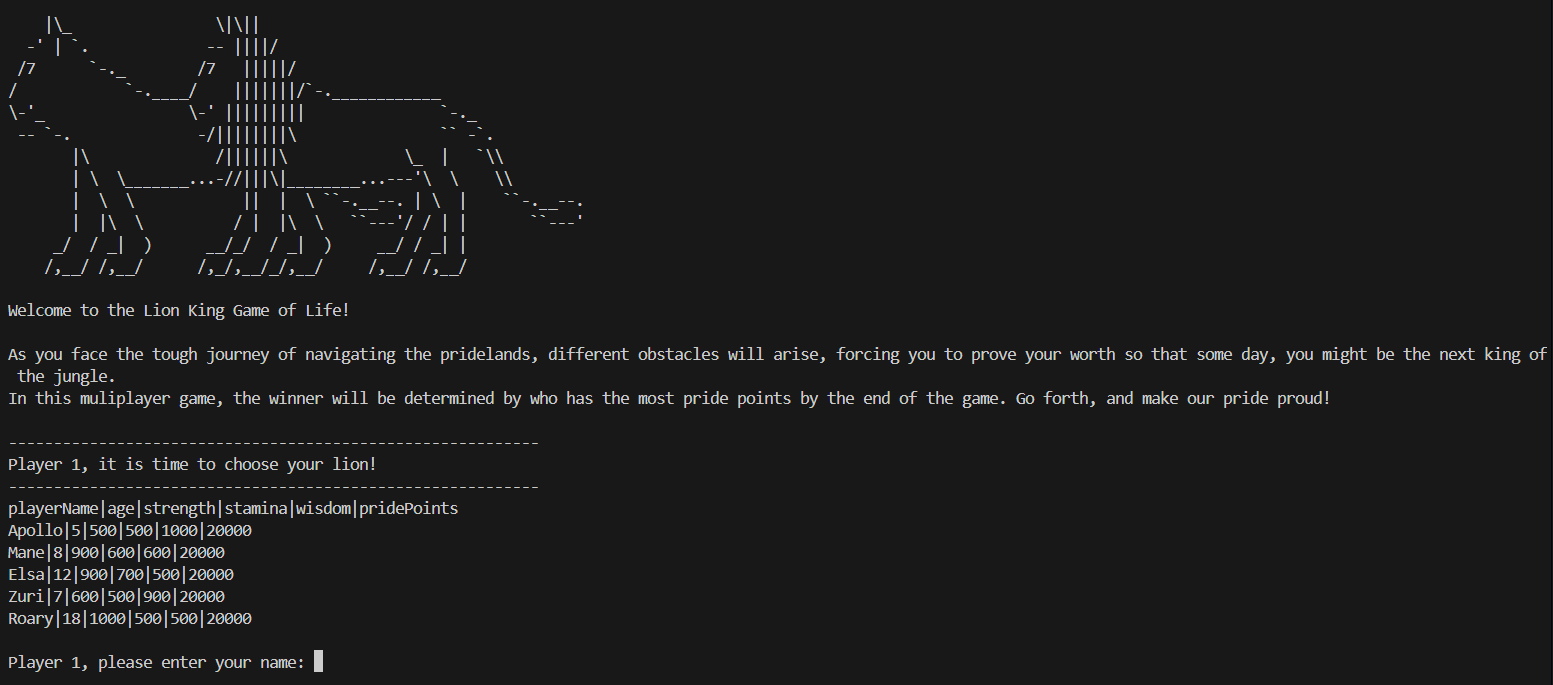 Welcome to the Lion King Game of Life!
As you face the tough journey of navigating the pridelands, different obstacles will arise, forcing you to prove your worth so that some day, you might be the next king of
the jungle.
In this muliplayer game, the winner will be determined by who has the most pride points by the end of the game. Go forth, and make our pride proud!
-----------------------------------------------------------
Player 1, it is time to choose your lion!
-----------------------------------------------------------
playerName|age|strength|stamina|wisdom|pridePoints
Apollo|5|500|500|1000|20000
Mane|8|900|600|600|20000
Elsa|12|900|700|500|20000
Zuri|7|600|500|900|20000
Roary|18|1000|500|500|20000
Player 1, please enter your name: